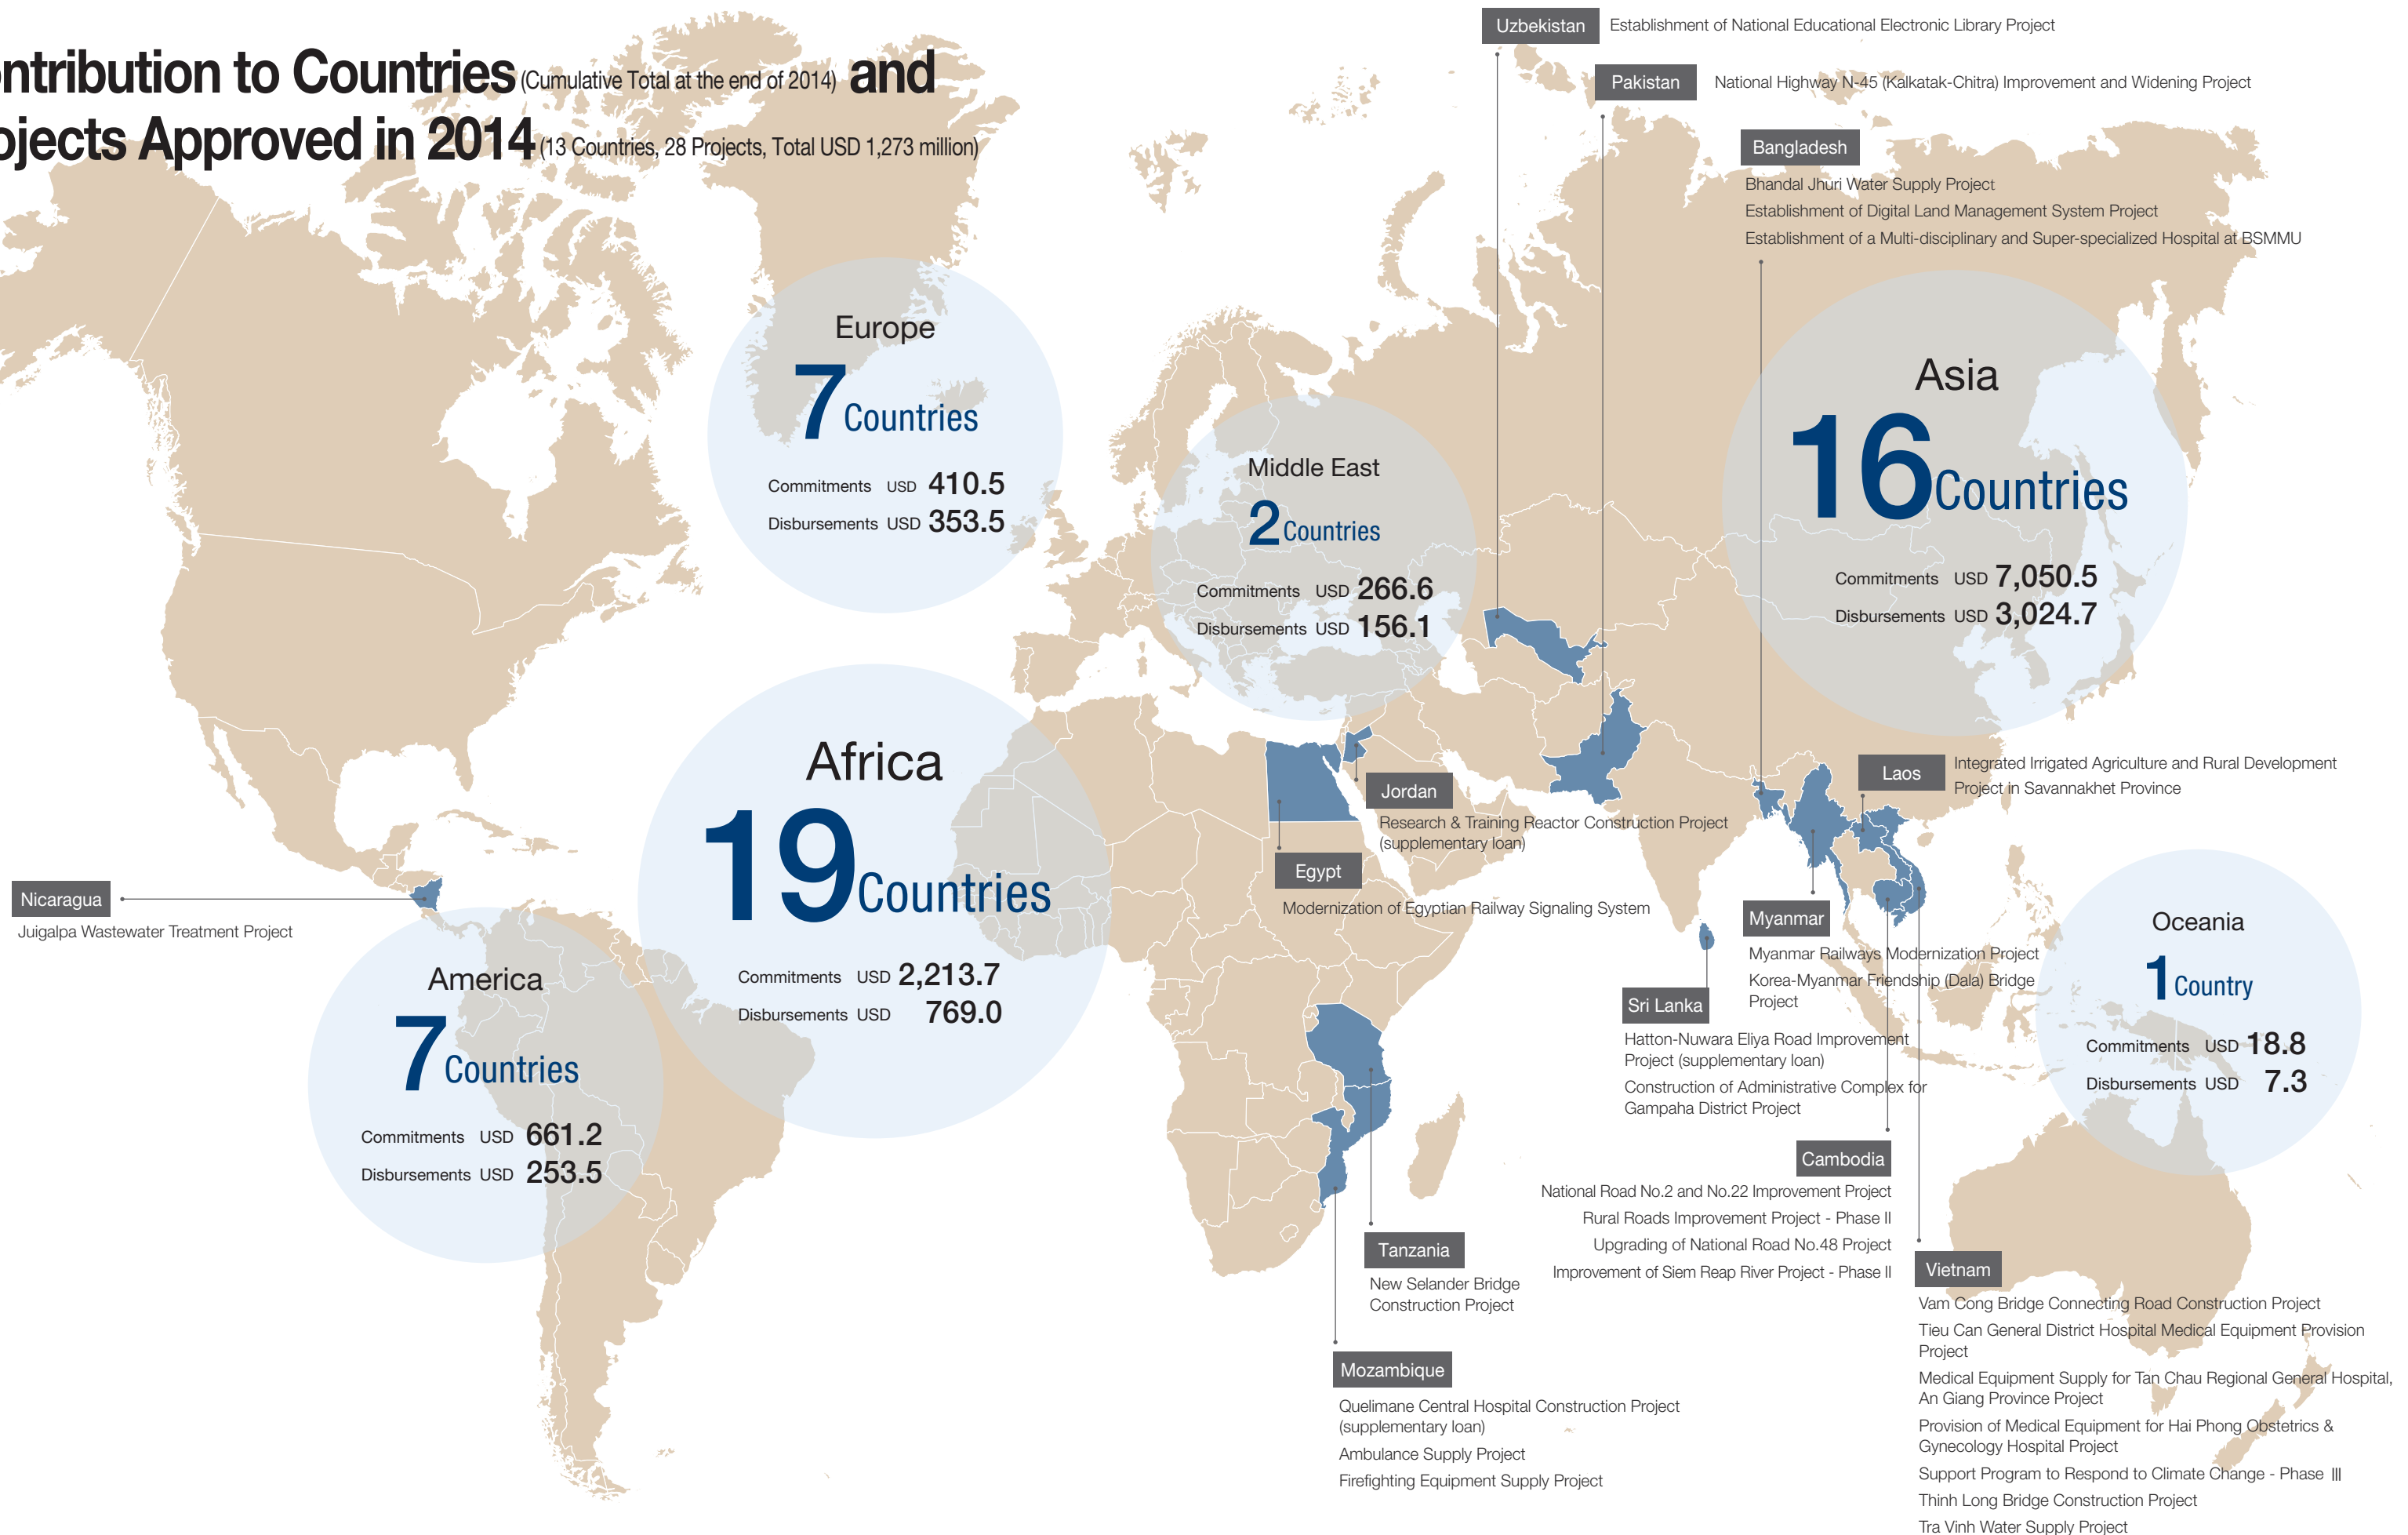 ntribution to Countries (Cumulative Total at the end of 2014) and
ojects Approved in 2014 (13 Countries, 28 Projects, Total USD 1,273 million)
Uzbekistan Establishment of National Educational Electronic Library Project
Pakistan National Highway N-45 (Kalkatak-Chitra) Improvement and Widening Project
Bangladesh
Bhandal Jhuri Water Supply Project
Establishment of Digital Land Management System Project
Establishment of a Multi-disciplinary and Super-specialized Hospital at BSMMU
Europe
7 Countries
Commitments USD 410.5
Disbursements USD 353.5
Middle East
2 Countries
Commitments USD 266.6
Disbursements USD 156.1
Asia
16 Countries
Commitments USD 7,050.5
Disbursements USD 3,024.7
Africa
19 Countries
Commitments USD 2,213.7
Disbursements USD 769.0
Jordan
Research & Training Reactor Construction Project
(supplementary loan)
Egypt
Modernization of Egyptian Railway Signaling System
Laos
Integrated Irrigated Agriculture and Rural Development
Project in Savannakhet Province
Nicaragua
Juigalpa Wastewater Treatment Project
America
7 Countries
Commitments USD 661.2
Disbursements USD 253.5
Myanmar
Myanmar Railways Modernization Project
Korea-Myanmar Friendship (Dala) Bridge
Project
Oceania
1 Country
Commitments USD 18.8
Disbursements USD 7.3
Sri Lanka
Hatton-Nuwara Eliya Road Improvement
Project (supplementary loan)
Construction of Administrative Complex for
Gampaha District Project
Cambodia
National Road No.2 and No.22 Improvement Project
Rural Roads Improvement Project - Phase II
Upgrading of National Road No.48 Project
Improvement of Siem Reap River Project - Phase II
Tanzania
New Selander Bridge
Construction Project
Mozambique
Quelimane Central Hospital Construction Project
(supplementary loan)
Ambulance Supply Project
Firefighting Equipment Supply Project
Vietnam
Vam Cong Bridge Connecting Road Construction Project
Tieu Can General District Hospital Medical Equipment Provision
Project
Medical Equipment Supply for Tan Chau Regional General Hospital,
An Giang Province Project
Provision of Medical Equipment for Hai Phong Obstetrics &
Gynecology Hospital Project
Support Program to Respond to Climate Change - Phase III
Thinh Long Bridge Construction Project
Tra Vinh Water Supply Project